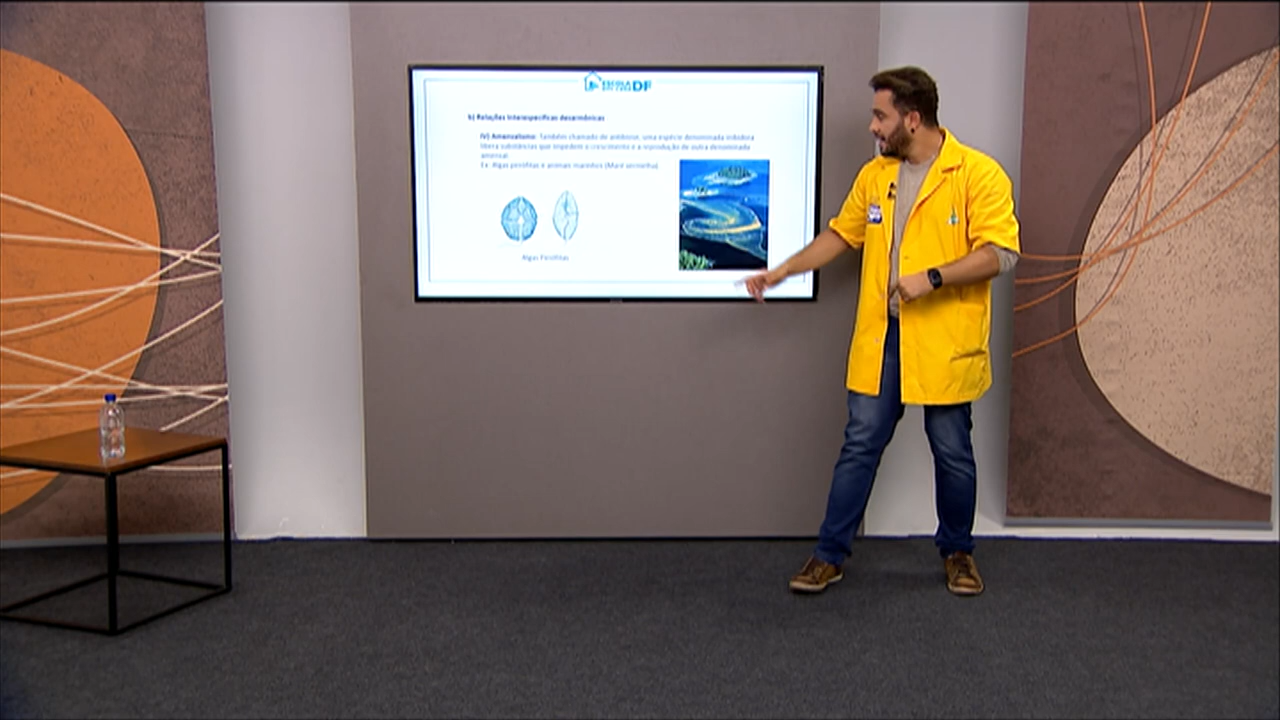 ESCOLA
EM CASA DF
b) Relações Interespecíficas desarmônicas
IV) Amensalismo: Também chamado de antibiose, uma espécie denominada inibidora
libera substâncias que impedem o crescimento e a reprodução de outra denominada
amensal.
Ex: Algas pirrófitas e animais marinhos (Maré vermelha)
Algas Pirrófitas